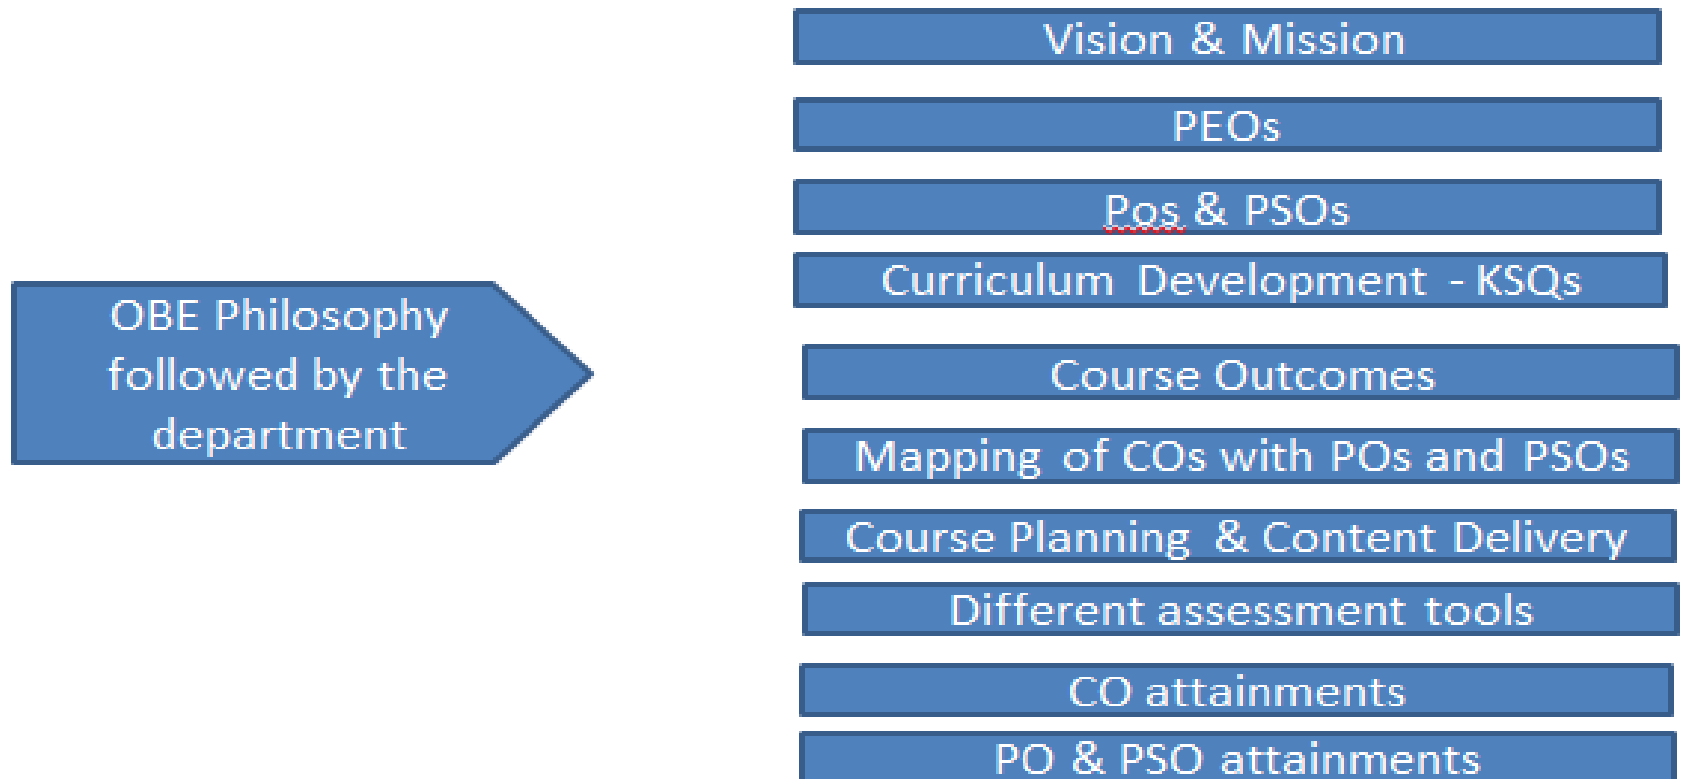 OBE Philosophy
followed by the
department
Vision & Mission
PEOs
Pos & PSOs
Curriculum Development - KSQs
Course Outcomes
Mapping of COs with POs and PSOs
Course Planning & Content Delivery
Different assessment tools
CO attainments
PO & PSO attainments